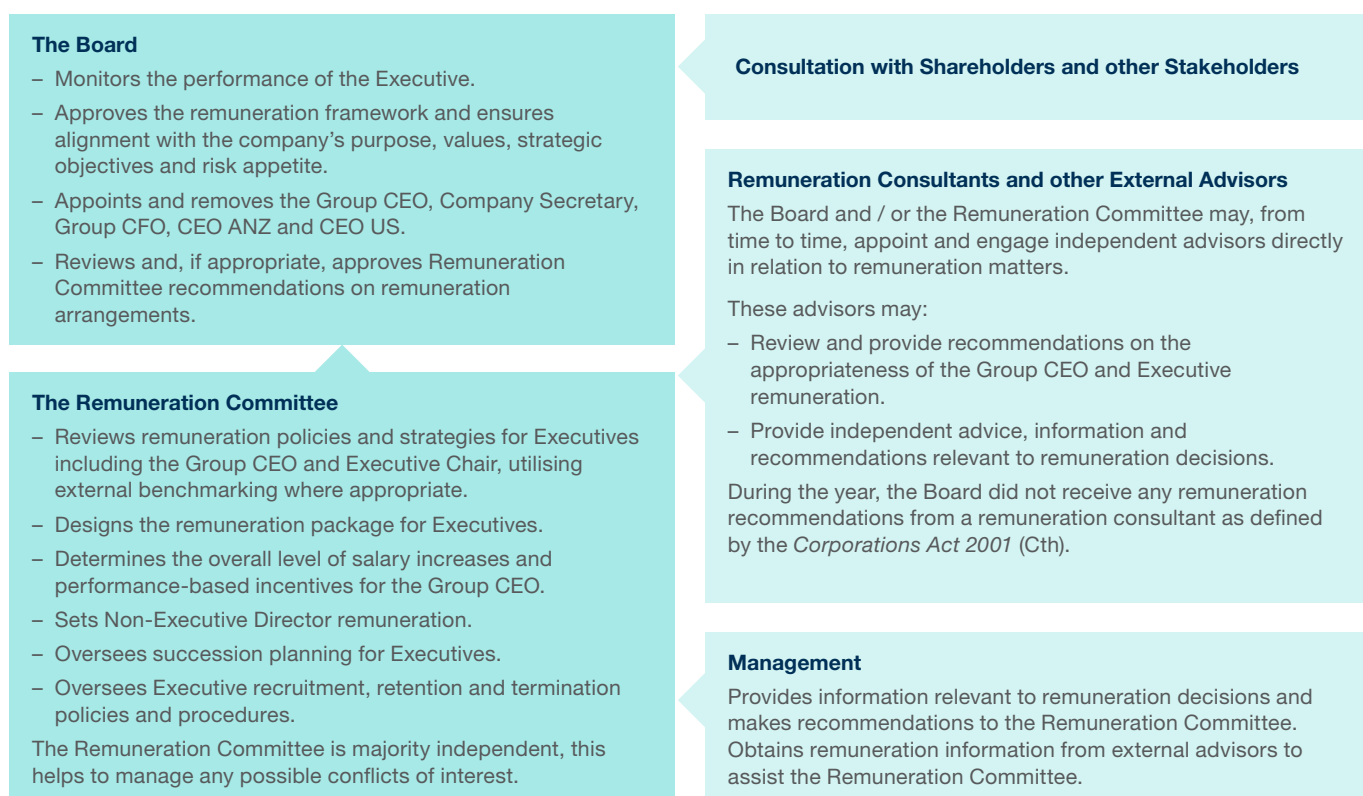 The Board
– Monitors the performance of the Executive.
– Approves the remuneration framework and ensures
alignment with the company’s purpose, values, strategic
objectives and risk appetite.
– Appoints and removes the Group CEO, Company Secretary,
Group CFO, CEO ANZ and CEO US.
– Reviews and, if appropriate, approves Remuneration
Committee recommendations on remuneration
arrangements.
The Remuneration Committee
– Reviews remuneration policies and strategies for Executives
including the Group CEO and Executive Chair, utilising
external benchmarking where appropriate.
– Designs the remuneration package for Executives.
– Determines the overall level of salary increases and
performance-based incentives for the Group CEO.
– Sets Non-Executive Director remuneration.
– Oversees succession planning for Executives.
– Oversees Executive recruitment, retention and termination
policies and procedures.
The Remuneration Committee is majority independent, this
helps to manage any possible conflicts of interest.
Consultation with Shareholders and other Stakeholders
Remuneration Consultants and other External Advisors
The Board and / or the Remuneration Committee may, from
time to time, appoint and engage independent advisors directly
in relation to remuneration matters.
These advisors may:
– Review and provide recommendations on the
appropriateness of the Group CEO and Executive
remuneration.
– Provide independent advice, information and
recommendations relevant to remuneration decisions.
During the year, the Board did not receive any remuneration
recommendations from a remuneration consultant as defined
by the Corporations Act 2001 (Cth).
Management
Provides information relevant to remuneration decisions and
makes recommendations to the Remuneration Committee.
Obtains remuneration information from external advisors to
assist the Remuneration Committee.